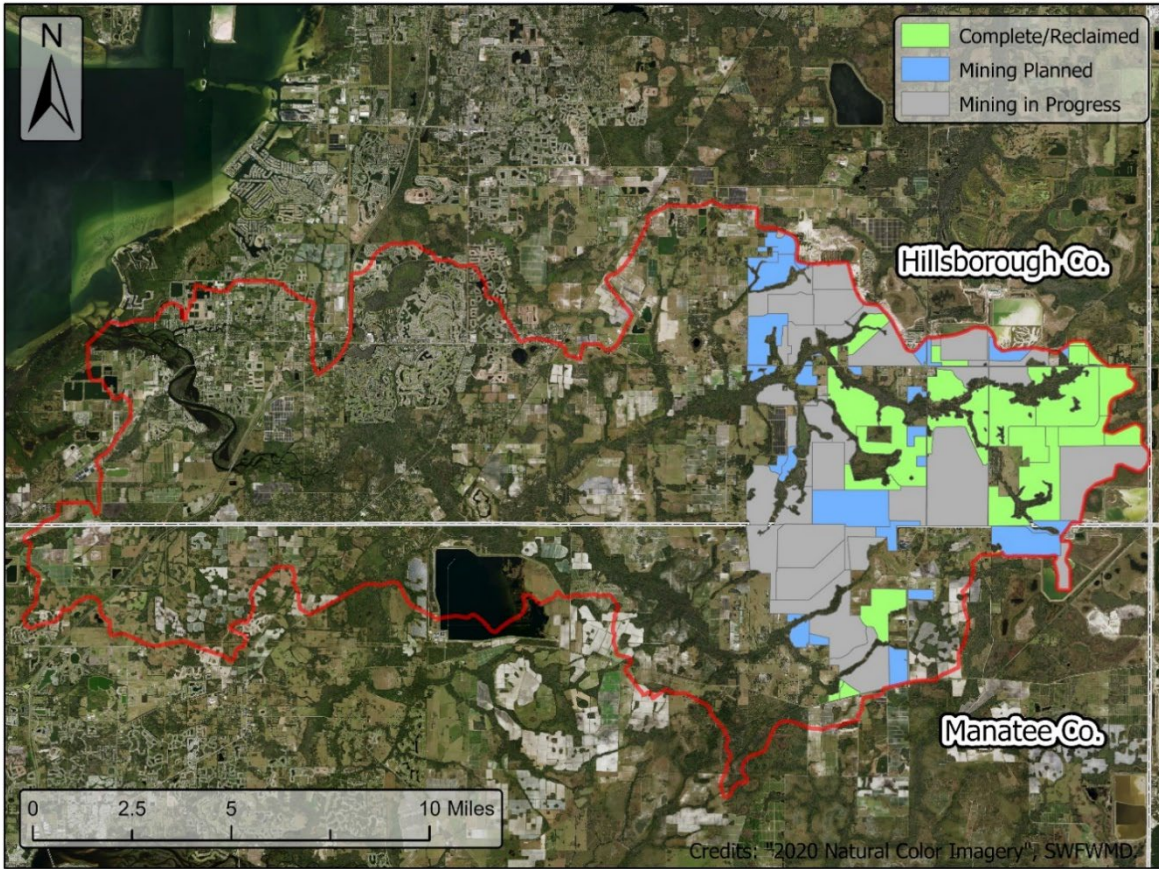 N
Complete/Reclaimed
Mining Planned
Mining in Progress
Hillsborough Co.
Manatee Co.
0 2.5 5 10 Miles
Credits: "2020 Natural Color Imagery", SWFWMD.